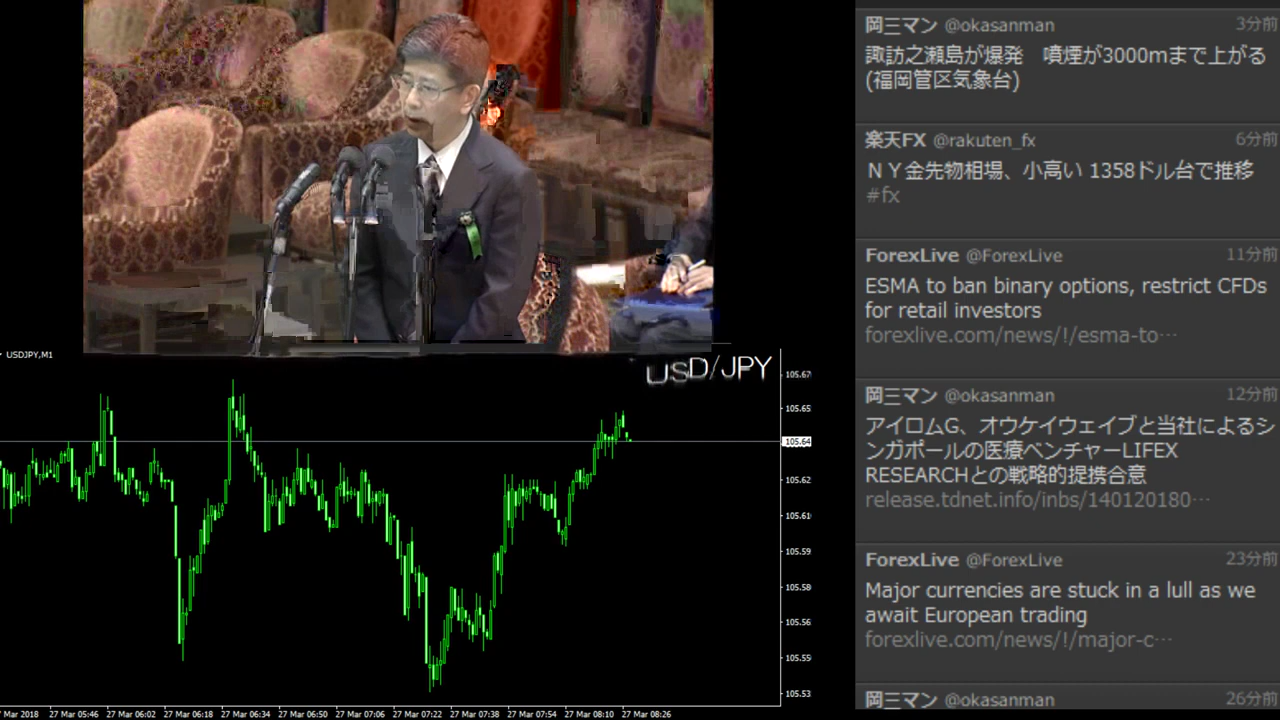 USDJPY,M1
USD/JPY
105.67
105.65
105.64
105.62
105.61
105.59
105.58
105.56
105.55
105.53
Mar 2018
27 Mar 05:46
27 Mar 06:02
27 Mar 06:18
27 Mar 06:34
27 Mar 06:50
27 Mar 07:06
27 Mar 07:22
27 Mar 07:38
27 Mar 07:54
27 Mar 08:10
27 Mar 08:26
岡三マン @okasanman 3分前
諏訪之瀬島が爆発　噴煙が3000mまで上がる
(福岡管区気象台)
楽天FX @rakuten_fx 6分前
ＮＹ金先物相場、小高い 1358ドル台で推移
#fx
ForexLive @ForexLive 11分前
ESMA to ban binary options, restrict CFDs
for retail investors
forexlive.com/news/!/esma-to…
岡三マン @okasanman 12分前
アイロムG、オウケイウェイブと当社によるシ
ンガポールの医療ベンチャーLIFEX
RESEARCHとの戦略的提携合意
release.tdnet.info/inbs/140120180…
ForexLive @ForexLive 23分前
Major currencies are stuck in a lull as we
await European trading
forexlive.com/news/!/major-c…
岡三マン @okasanman 26分前